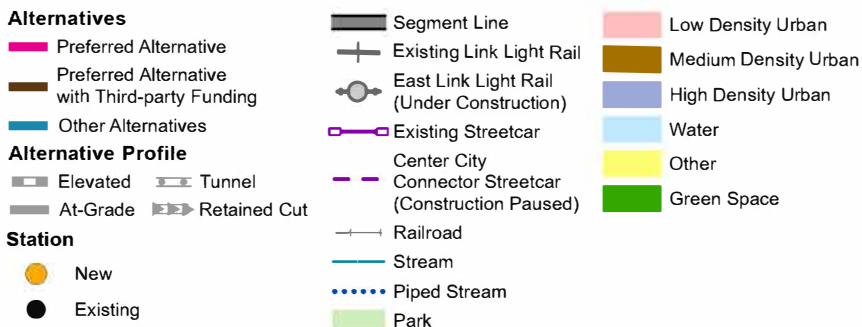 Alternatives
Preferred Alternative
Preferred Alternative
with Third-party Funding
Other Alternatives
Alternative Profile
Elevated
Tunnel
At-Grade
Retained Cut
Station
New
Existing
Segment Line
Existing Link Light Rail
East Link Light Rail
(Under Construction)
Existing Streetcar
Center City
Connector Streetcar
(Construction Paused)
Railroad
Stream
Piped Stream
Park
Low Density Urban
Medium Density Urban
High Density Urban
Water
Other
Green Space